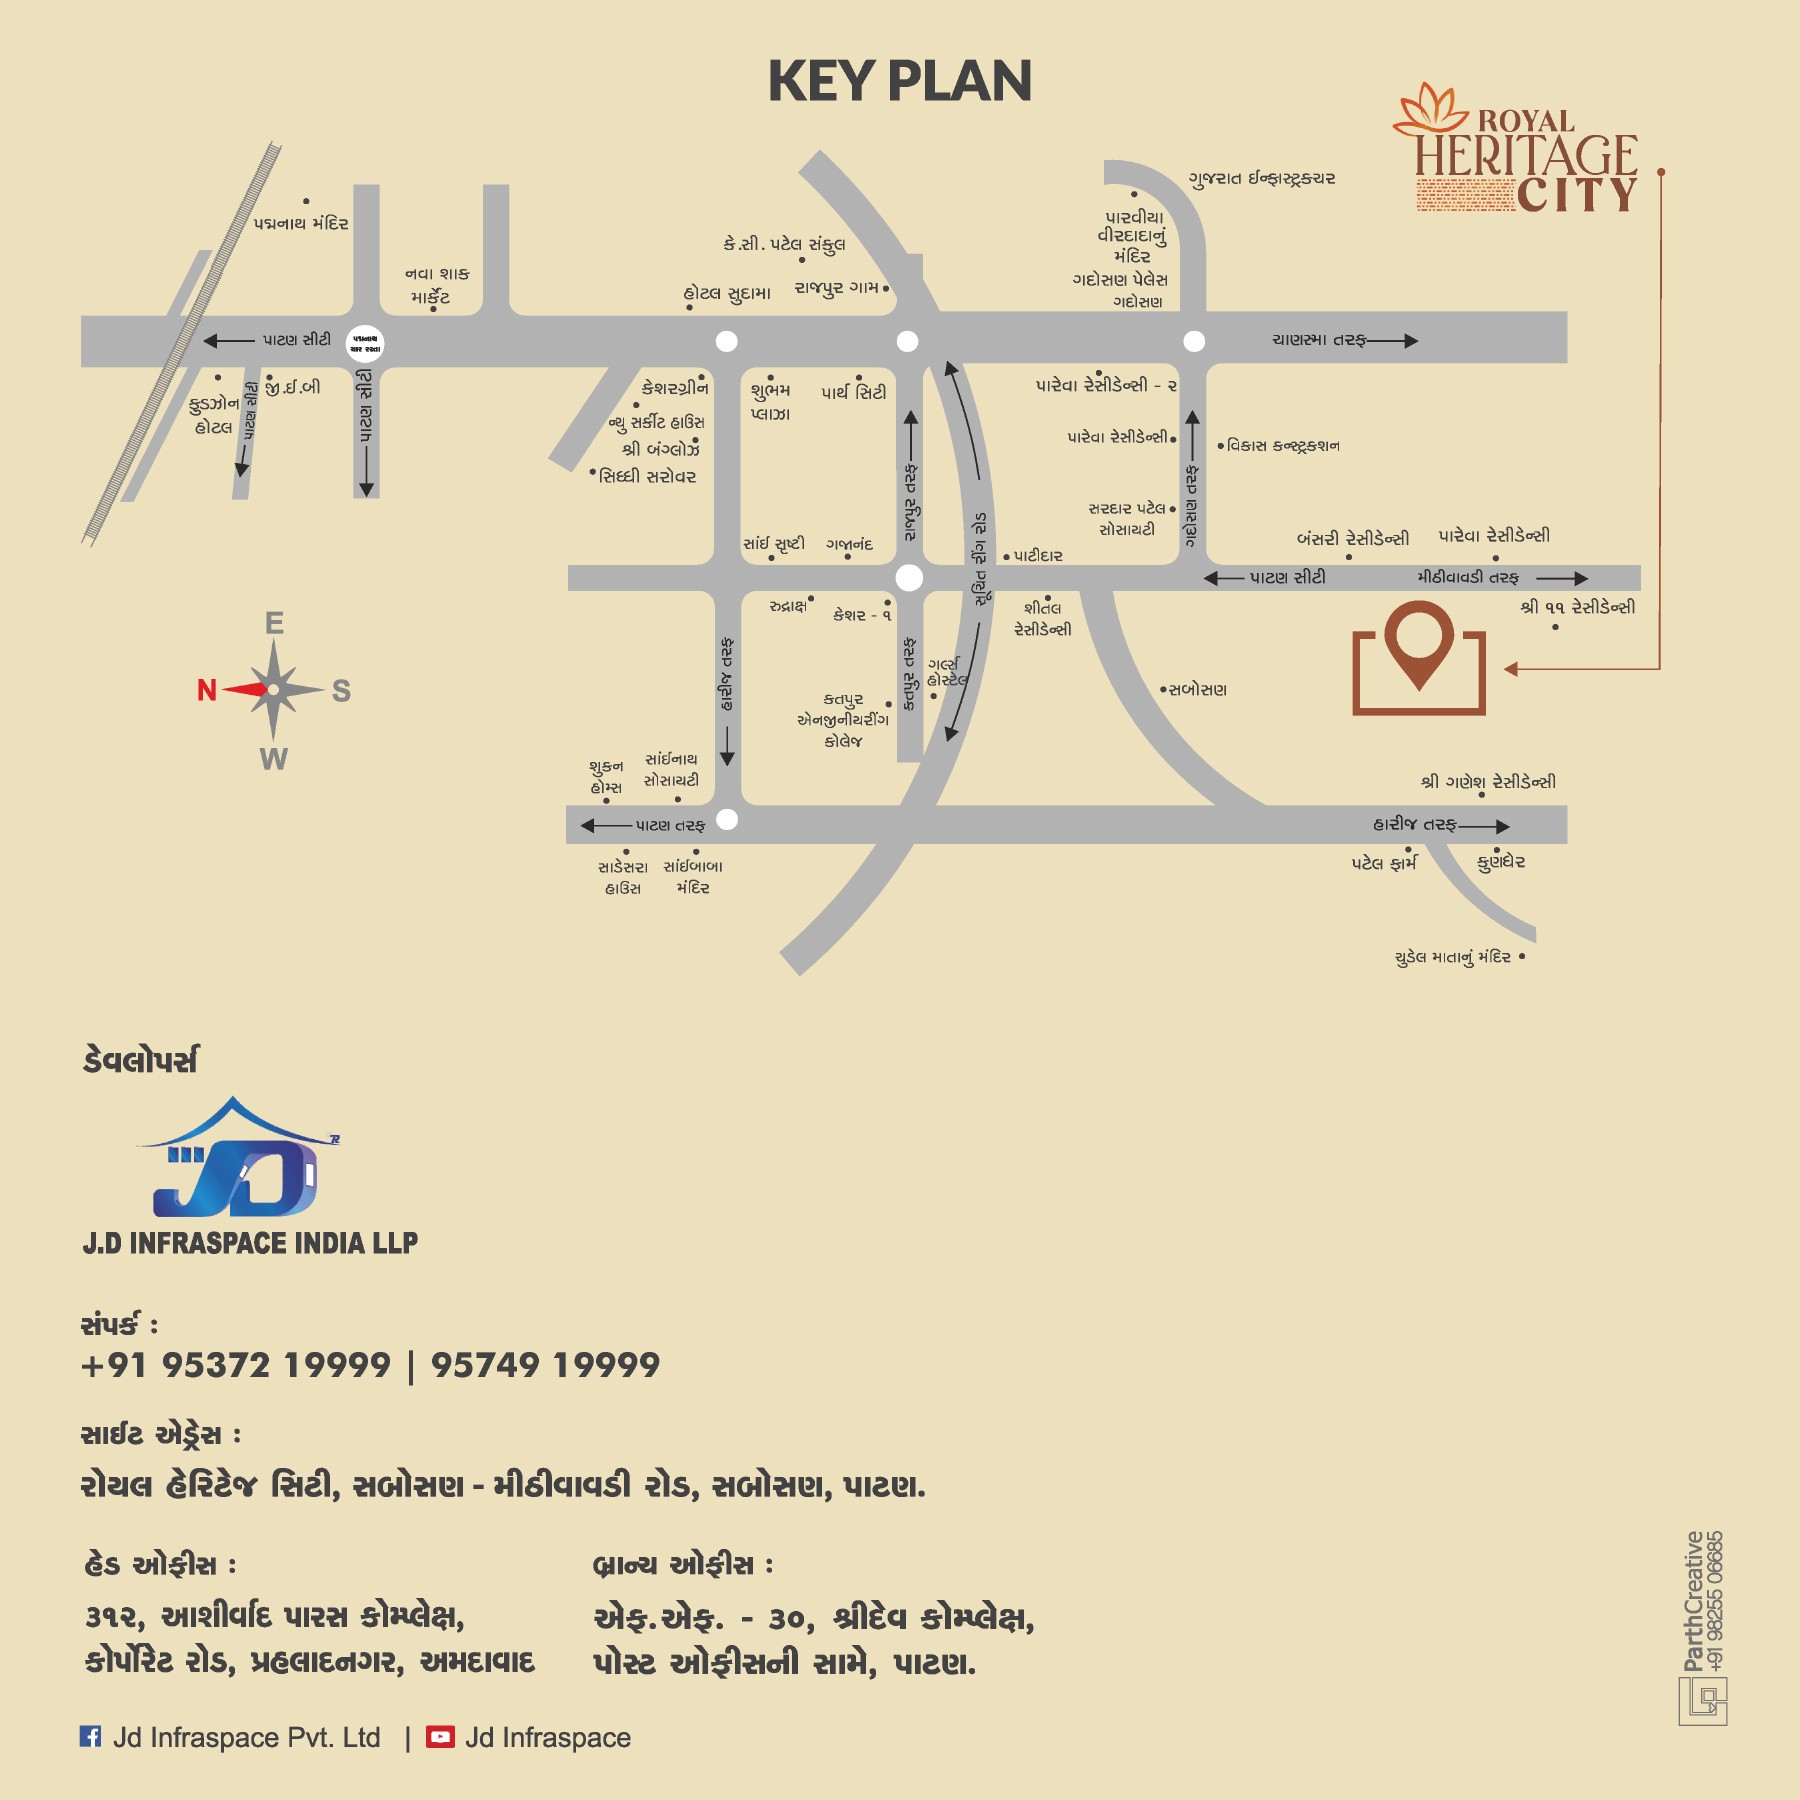 KEY PLAN
ROYAL
HERITAGE
CITY
પદ્મનાથ મંદિર
નવા શાક
માર્કેટ
કે.સી. પટેલ સંકુલ
હોટલ સુદામા
રાજપુર ગામ
ગુજરાત ઈન્ફ્રાસ્ટ્રક્ચર
પારવીયા
વીરદાદાનું
મંદિર
ગદોસણ પેલેસ
ગદોસણ
પાટણ સીટી
પદ્મનાથ
ચાર રસ્તા
ચાણસ્મા તરફ
ફુડઝોન
હોટલ
પાટણ સીટી
જી.ઈ.બી
પાટણ સીટી
કેશરગ્રીન
ન્યુ સર્કીટ હાઉસ
શ્રી બંગ્લોઝ
સિધ્ધી સરોવર
શુભમ
પ્લાઝા
પાર્થ સિટી
રાજપુર તરફ
સૂચિત રીંગ રોડ
પારેવા રેસીડેન્સી - ૨
પારેવા રેસીડેન્સી
સરદાર પટેલ
સોસાયટી
ગદોસણ તરફ
વિકાસ કન્સ્ટ્રકશન
સાંઈ સૃષ્ટી
ગજાનંદ
પાટીદાર
બંસરી રેસીડેન્સી
પારેવા રેસીડેન્સી
પાટણ સીટી
મીઠીવાવડી તરફ
રુદ્રાક્ષ
કેશર - ૧
શીતલ
રેસીડેન્સી
શ્રી ૧૧ રેસીડેન્સી
E
N
S
W
હારીજ તરફ
કતપુર તરફ
ગર્લ્સ
હોસ્ટેલ
કતપુર
એનજીનીયરીંગ
કોલેજ
સબોસણ
શુકન
હોમ્સ
સાંઈનાથ
સોસાયટી
શ્રી ગણેશ રેસીડેન્સી
પાટણ તરફ
હારીજ તરફ
સાડેસરા
હાઉસ
સાંઈબાબા
મંદિર
પટેલ ફાર્મ
કુણઘેર
ચુડેલ માતાનું મંદિર
ડેવલોપર્સ
JD
J.D INFRASPACE INDIA LLP
સંપર્ક :
+91 95372 19999 | 95749 19999
સાઈટ એડ્રેસ :
રોયલ હેરિટેજ સિટી, સબોસણ - મીઠીવાવડી રોડ, સબોસણ, પાટણ.
હેડ ઓફીસ :
૩૧૨, આશીર્વાદ પારસ કોમ્પ્લેક્ષ,
કોર્પોરેટ રોડ, પ્રહલાદનગર, અમદાવાદ
બ્રાન્ચ ઓફીસ :
એફ.એફ. - ૩૦, શ્રીદેવ કોમ્પ્લેક્ષ,
પોસ્ટ ઓફીસની સામે, પાટણ.
Jd Infraspace Pvt. Ltd | Jd Infraspace
ParthCreative
+91 98255 06685